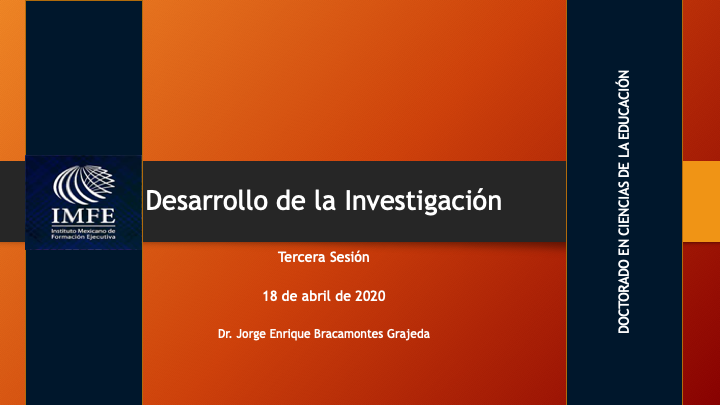 IMFE
Instituto Mexicano de
Formación Ejecutiva
Desarrollo de la Investigación
Tercera Sesión
18 de abril de 2020
Dr. Jorge Enrique Bracamontes Grajeda
DOCTORADO EN CIENCIAS DE LA EDUCACIÓN